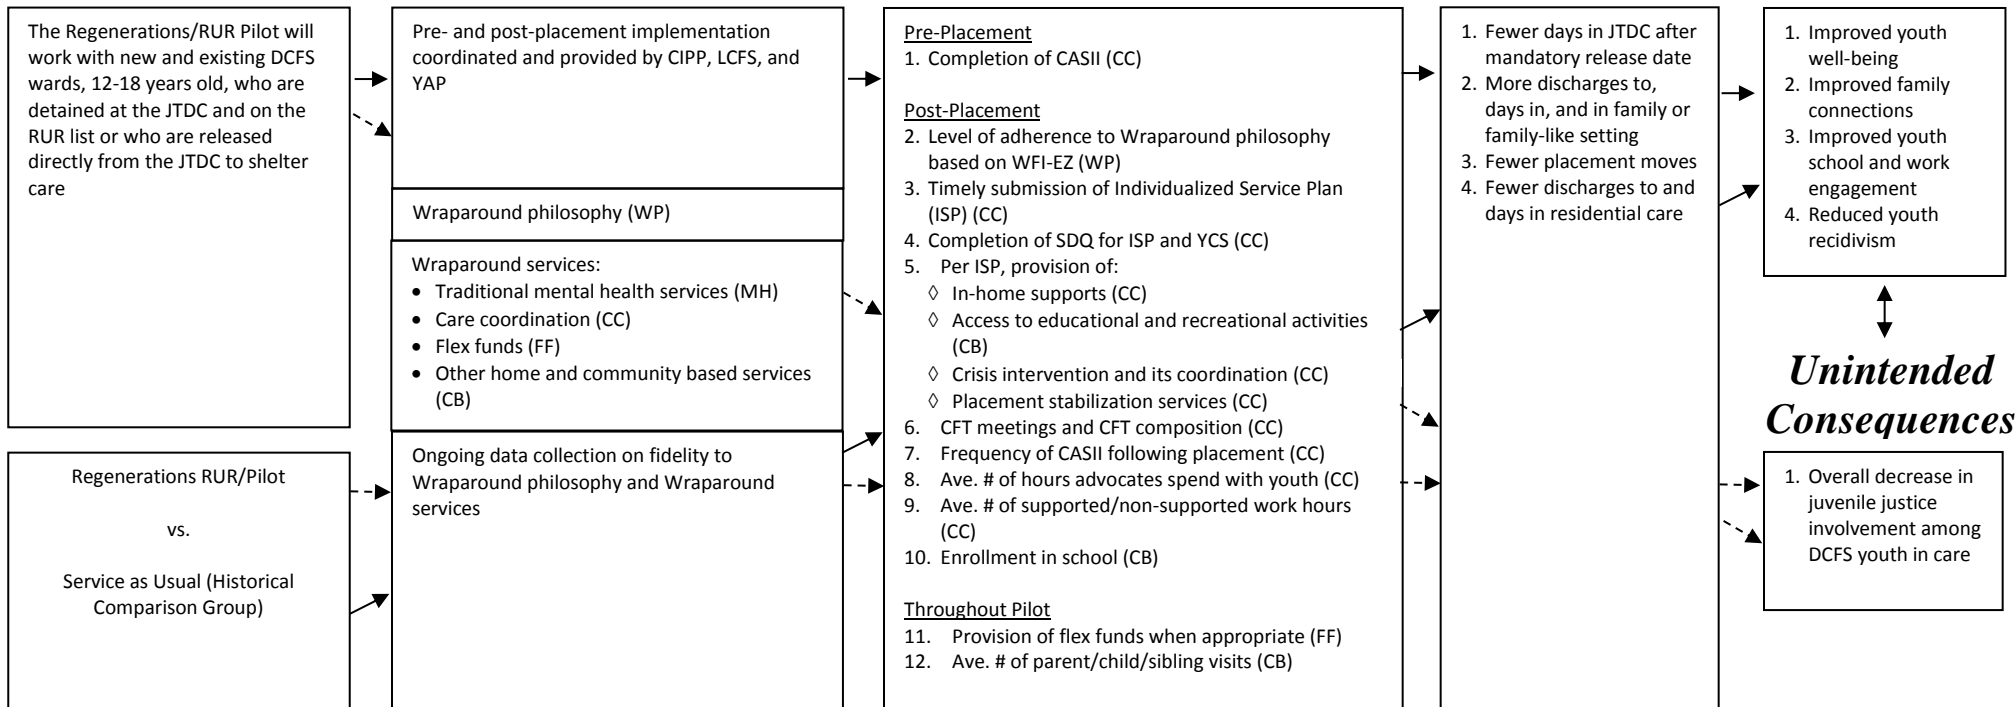 The Regenerations/RUR Pilot will
work with new and existing DCFS
wards, 12-18 years old, who are
detained at the JTDC and on the
RUR list or who are released
directly from the JTDC to shelter
care
Regenerations RUR/Pilot
vs.
Service as Usual (Historical
Comparison Group)
Pre- and post-placement implementation
coordinated and provided by CIPP, LCFS, and
YAP
Wraparound philosophy (WP)
Wraparound services:
• Traditional mental health services (MH)
• Care coordination (CC)
• Flex funds (FF)
• Other home and community based services
(CB)
Ongoing data collection on fidelity to
Wraparound philosophy and Wraparound
services
Pre-Placement
1. Completion of CASII (CC)
Post-Placement
2. Level of adherence to Wraparound philosophy
based on WFI-EZ (WP)
3. Timely submission of Individualized Service Plan
(ISP) (CC)
4. Completion of SDQ for ISP and YCS (CC)
5. Per ISP, provision of:
◊ In-home supports (CC)
◊ Access to educational and recreational activities
(CB)
◊ Crisis intervention and its coordination (CC)
◊ Placement stabilization services (CC)
6. CFT meetings and CFT composition (CC)
7. Frequency of CASII following placement (CC)
8. Ave. # of hours advocates spend with youth (CC)
9. Ave. # of supported/non-supported work hours
(CC)
10. Enrollment in school (CB)
Throughout Pilot
11. Provision of flex funds when appropriate (FF)
12. Ave. # of parent/child/sibling visits (CB)
1. Fewer days in JTDC after
mandatory release date
2. More discharges to,
days in, and in family or
family-like setting
3. Fewer placement moves
4. Fewer discharges to and
days in residential care
1. Improved youth
well-being
2. Improved family
connections
3. Improved youth
school and work
engagement
4. Reduced youth
recidivism
Unintended
Consequences
1. Overall decrease in
juvenile justice
involvement among
DCFS youth in care